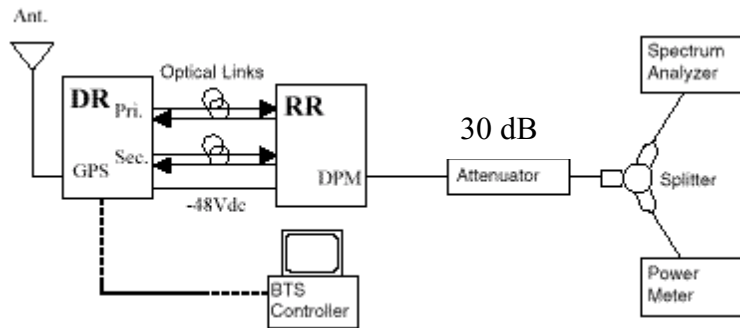 Ant.
Optical Links
DR
Pri.
Sec.
GPS
RR
DPM
-48Vdc
BTS
Controller
30 dB
Attenuator
Splitter
Spectrum
Analyzer
Power
Meter